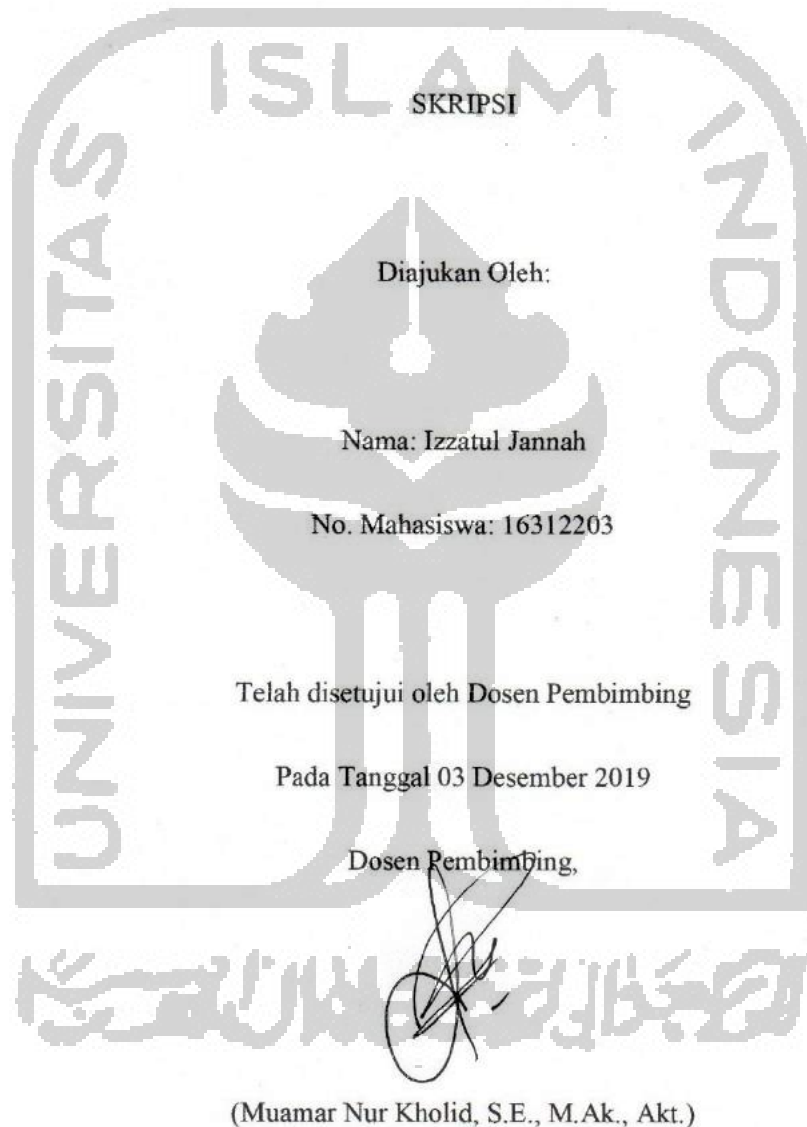 UNIVERSITAS
ISLAM
INDONESIA
SKRIPSI
Diajukan Oleh:
Nama: Izzatul Jannah
No. Mahasiswa: 16312203
Telah disetujui oleh Dosen Pembimbing
Pada Tanggal 03 Desember 2019
Dosen Pembimbing,
(Muamar Nur Kholid, S.E., M.Ak., Akt.)